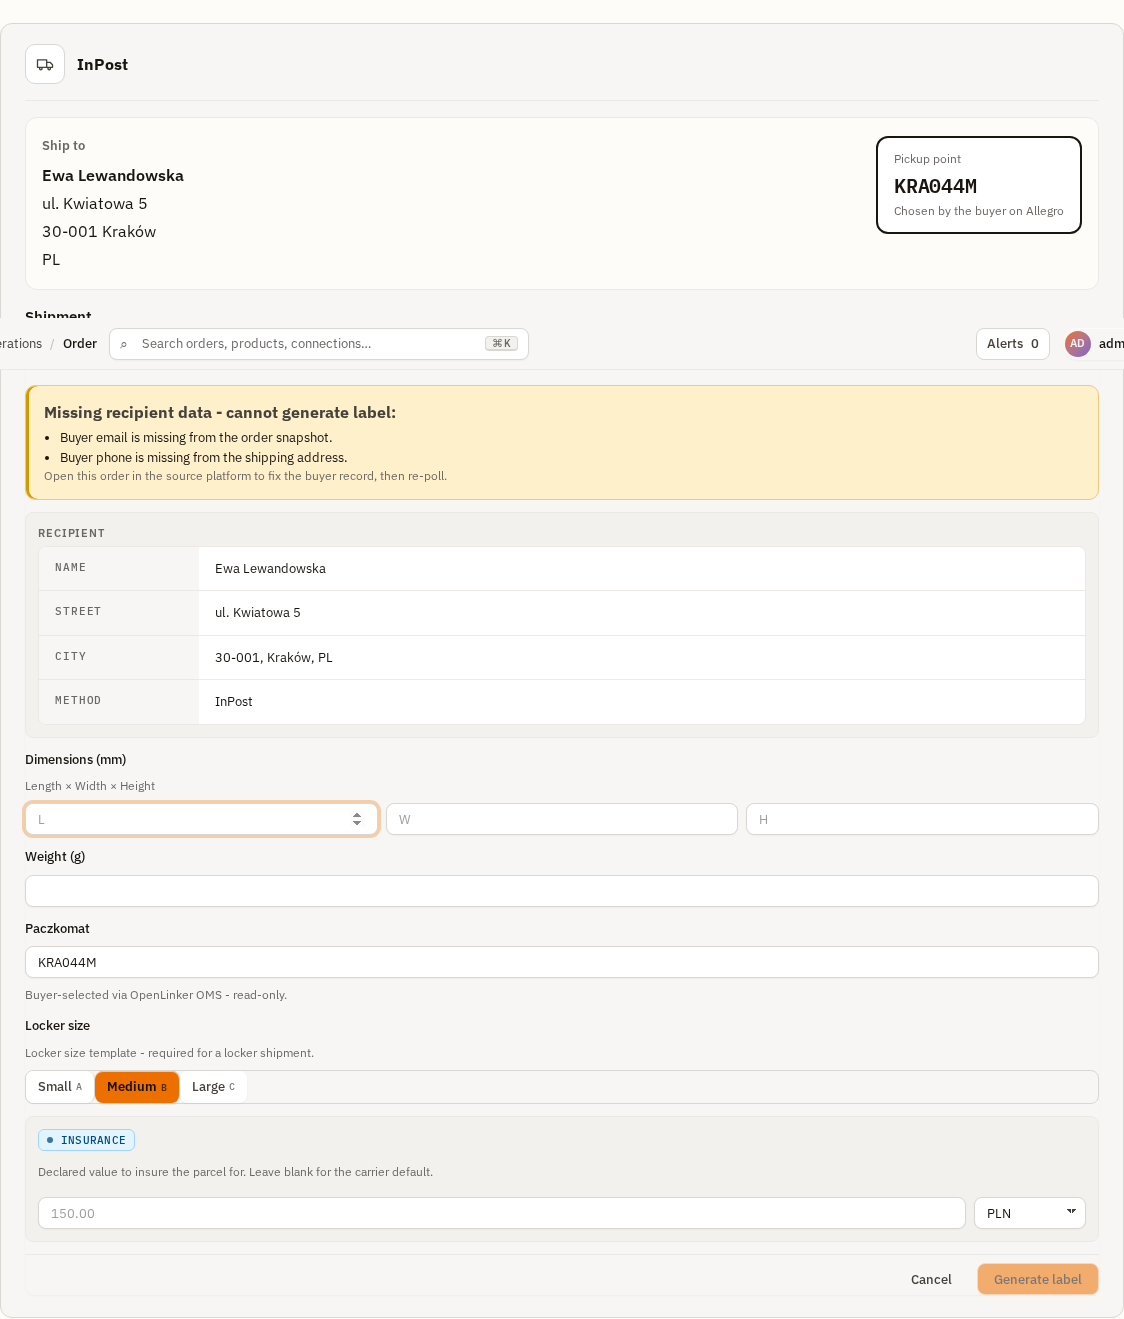 InPost
Ship to
Ewa Lewandowska
ul. Kwiatowa 5
30-001 Kraków
PL
Pickup point
KRA044M
Chosen by the buyer on Allegro
Shipment
erations / Order
Search orders, products, connections...
⌘K
Alerts 0
AD adm
Missing recipient data - cannot generate label:
• Buyer email is missing from the order snapshot.
• Buyer phone is missing from the shipping address.
Open this order in the source platform to fix the buyer record, then re-poll.
RECIPIENT
NAME Ewa Lewandowska
STREET ul. Kwiatowa 5
CITY 30-001, Kraków, PL
METHOD InPost
Dimensions (mm)
Length × Width × Height
L W H
Weight (g)
Paczkomat
KRA044M
Buyer-selected via OpenLinker OMS - read-only.
Locker size
Locker size template - required for a locker shipment.
Small A Medium B Large C
INSURANCE
Declared value to insure the parcel for. Leave blank for the carrier default.
150.00 PLN
Cancel Generate label